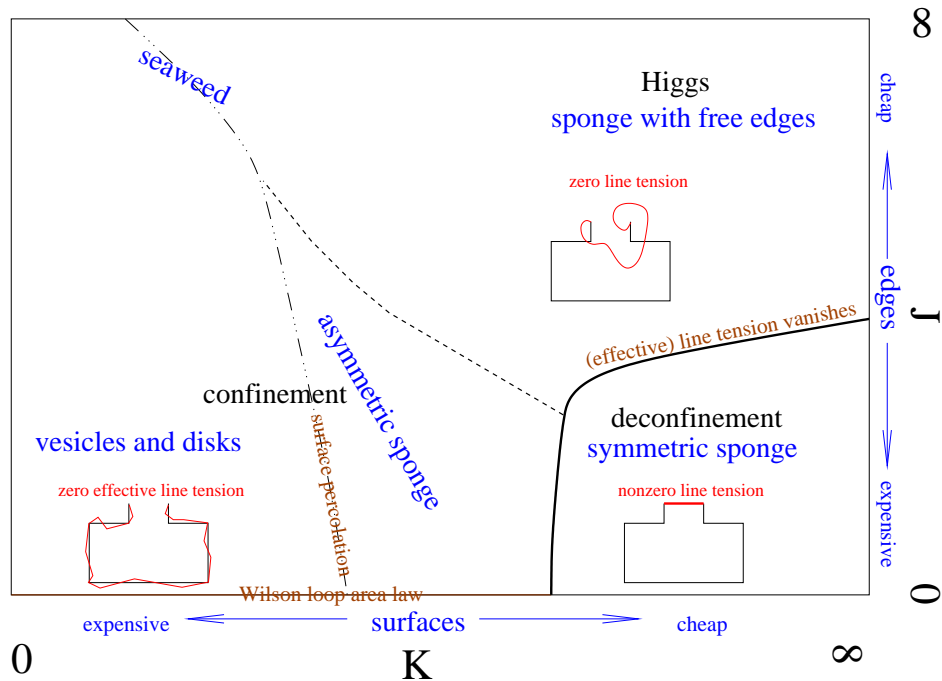 ∞
seaweed
Higgs
sponge with free edges
cheap
zero line tension
edges
J
(effective) line tension vanishes
asymmetric sponge
confinement
deconfinement
symmetric sponge
vesicles and disks
surface percolation
zero effective line tension
nonzero line tension
expensive
Wilson loop area law
0
expensive
surfaces
cheap
0
K
∞